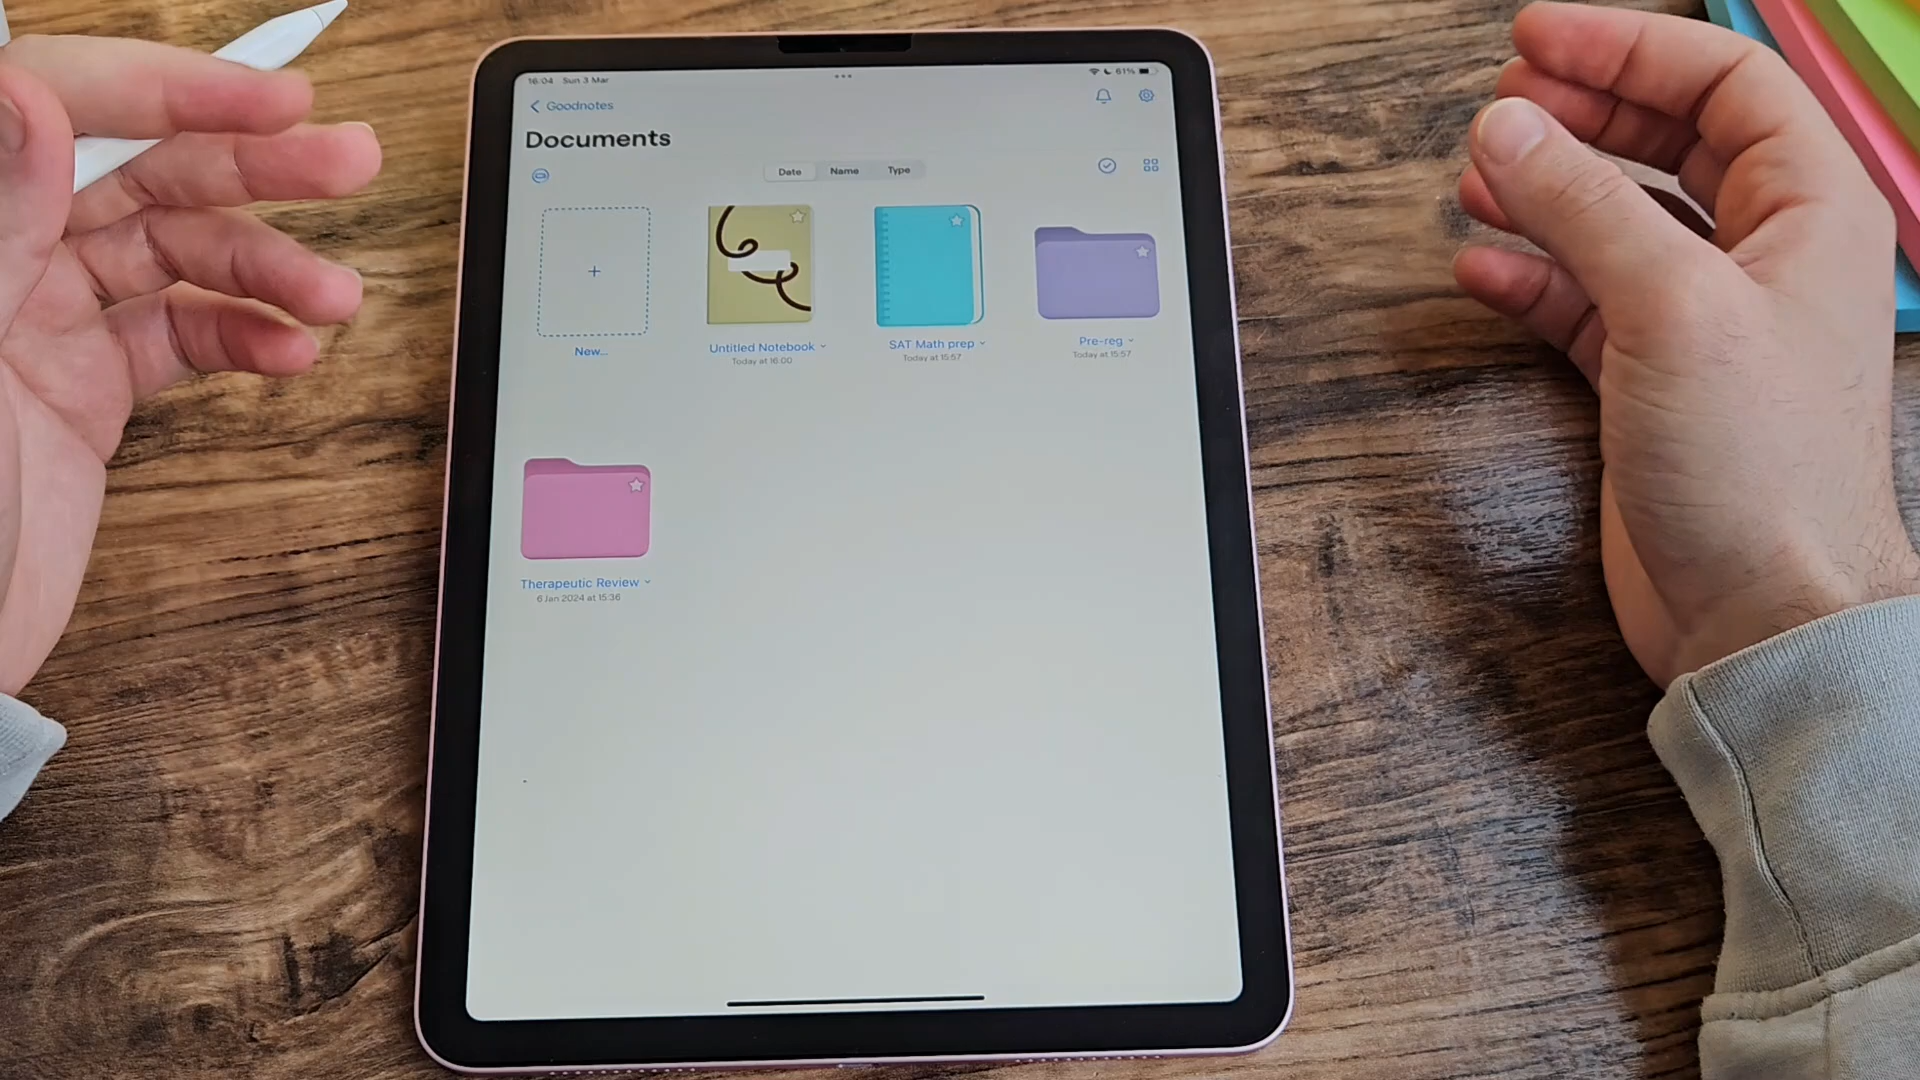 16:04 Sun 3 Mar
61%
Goodnotes
Documents
Date Name Type
New...
Untitled Notebook
Today at 16:00
SAT Math prep
Today at 15:57
Pre-reg
Today at 15:57
Therapeutic Review
6 Jan 2024 at 15:36